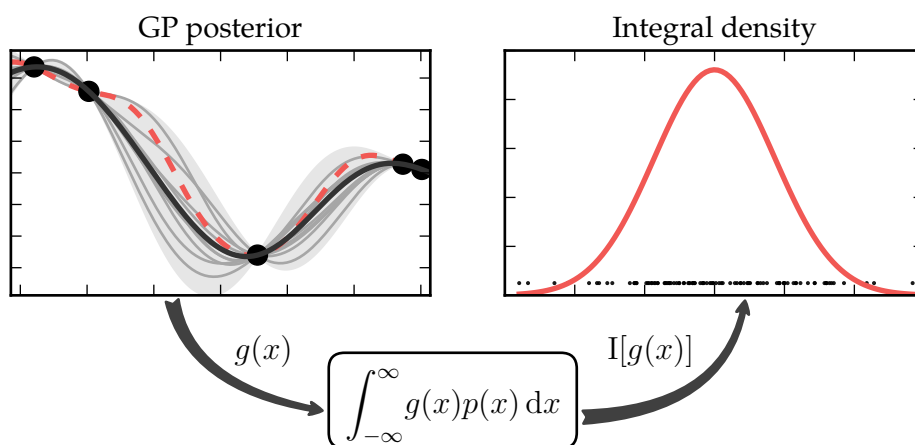 GP posterior
Integral density
g(x)
I[g(x)]
∫_{-∞}^{∞} g(x)p(x) dx